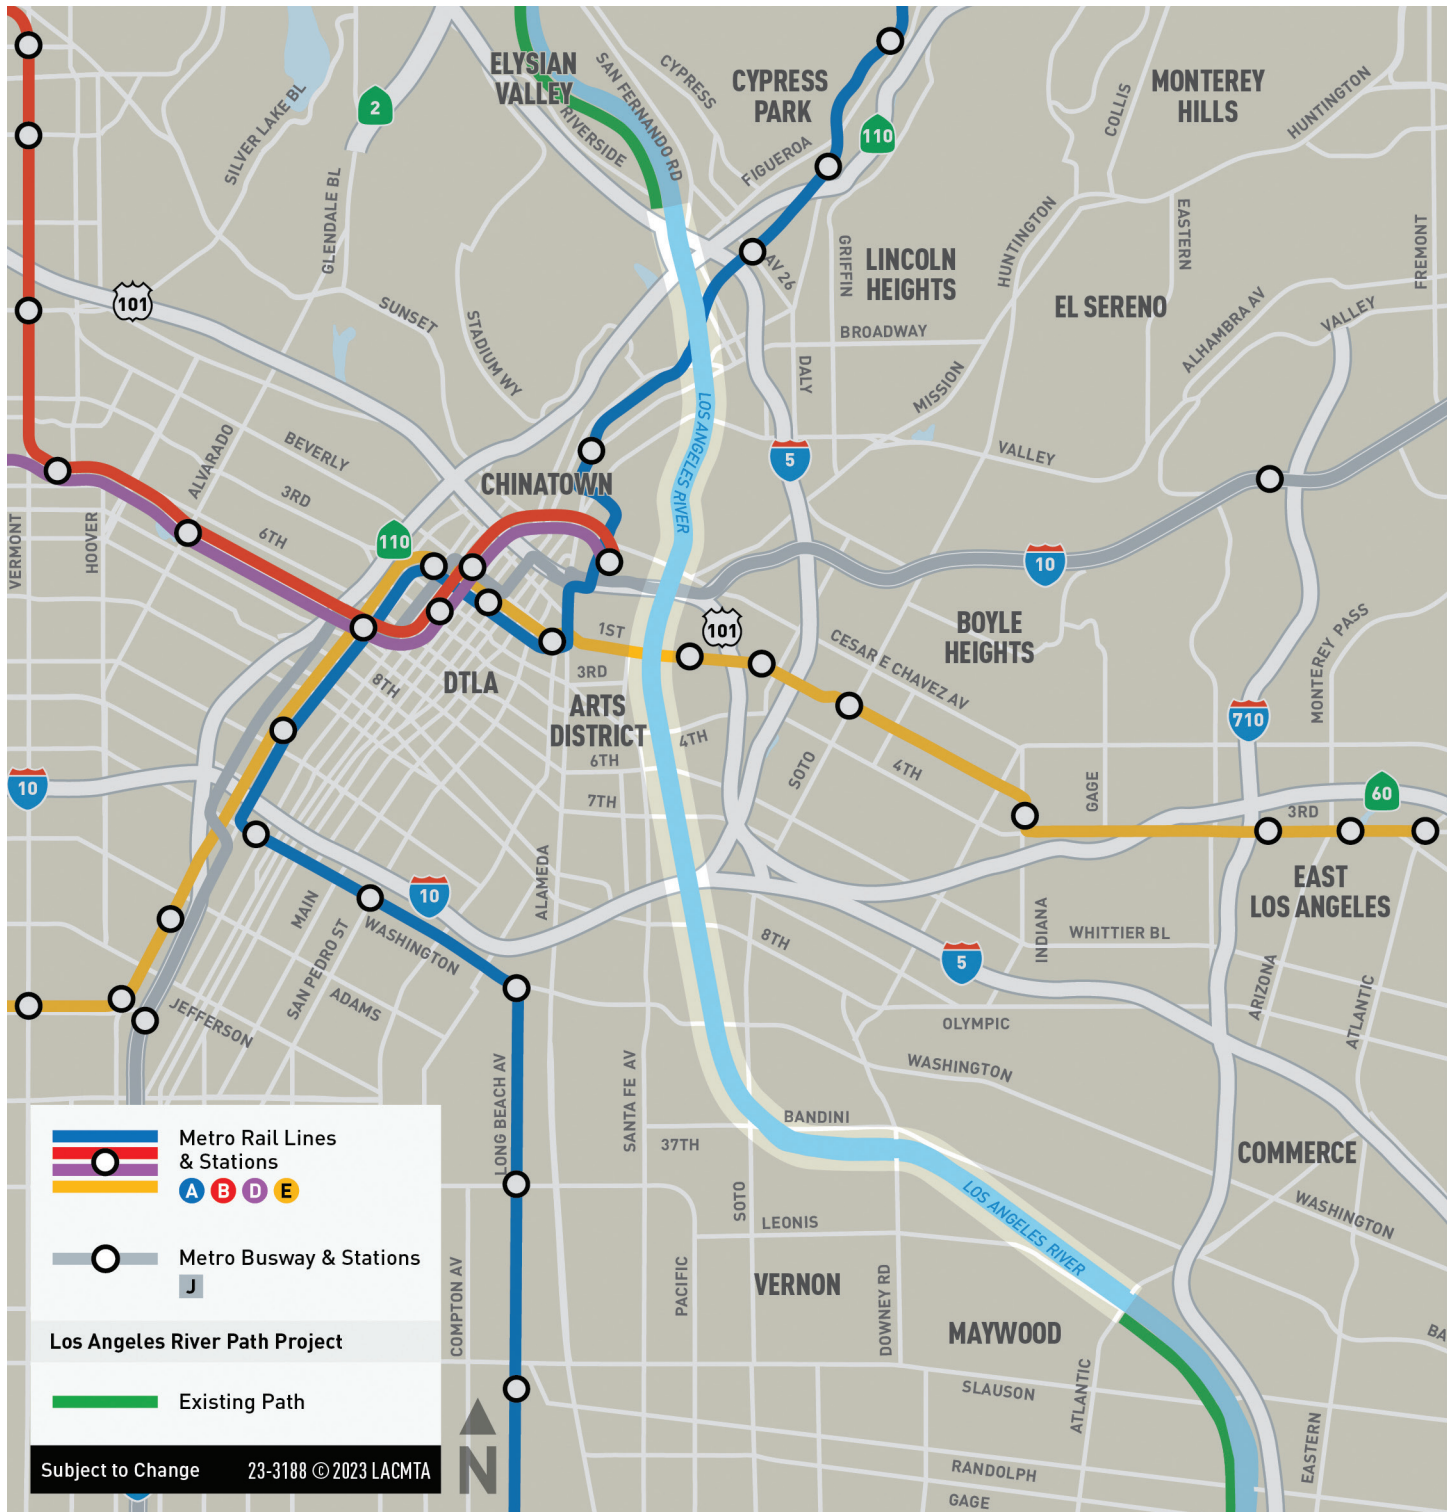 ELYSIAN
VALLEY
SAN FERNANDO RD
CYPRESS
CYPRESS
PARK
MONTEREY
HILLS
COLLIS
HUNTINGTON
2
SILVER LAKE BL
RIVERSIDE
FIGUEROA
110
GLENDALE BL
HUNTINGTON
EASTERN
FREMONT
GRIFFIN
LINCOLN
HEIGHTS
AV 26
EL SERENO
101
SUNSET
STADIUM WY
BROADWAY
ALHAMBRA AV
VALLEY
DALY
MISSION
LOS ANGELES RIVER
ALVARADO
BEVERLY
5
VALLEY
CHINATOWN
3RD
6TH
VERMONT
HOOVER
110
10
101
1ST
BOYLE
HEIGHTS
CESAR E CHAVEZ AV
MONTEREY PASS
3RD
DTLA
8TH
ARTS
DISTRICT
4TH
710
6TH
SOTO
4TH
GAGE
10
7TH
60
3RD
ALAMEDA
EAST
LOS ANGELES
10
MAIN
SAN PEDRO ST
WASHINGTON
8TH
INDIANA
WHITTIER BL
5
ARIZONA
ATLANTIC
JEFFERSON
ADAMS
OLYMPIC
LONG BEACH AV
SANTA FE AV
WASHINGTON
BANDINI
37TH
COMMERCE
Metro Rail Lines
& Stations
A B D E
SOTO
LEONIS
LOS ANGELES RIVER
WASHINGTON
Metro Busway & Stations
J
COMPTON AV
PACIFIC
VERNON
DOWNEY RD
MAYWOOD
BA
Los Angeles River Path Project
SLAUSON
ATLANTIC
Existing Path
EASTERN
RANDOLPH
GAGE
N
Subject to Change 23-3188 © 2023 LACMTA